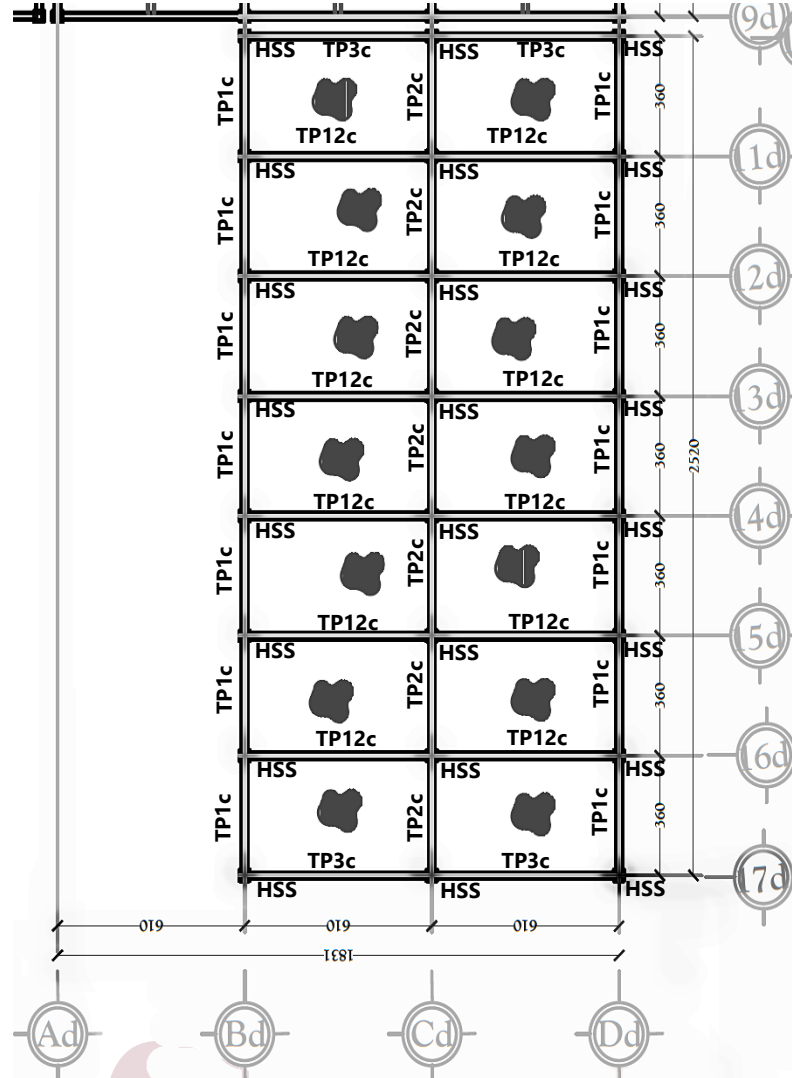 9d
HSS TP3c HSS TP3c HSS
TP1c TP2c TP1c 360
TP12c TP12c
11d
HSS HSS HSS
TP1c TP2c TP1c 360
TP12c TP12c
12d
HSS HSS HSS
TP1c TP2c TP1c 360
TP12c TP12c
13d
HSS HSS HSS
TP1c TP2c TP1c 360 2520
TP12c TP12c
14d
HSS HSS HSS
TP1c TP2c TP1c 360
TP12c TP12c
15d
HSS HSS HSS
TP1c TP2c TP1c 360
TP12c TP12c
16d
HSS HSS HSS
TP1c TP2c TP1c 360
TP3c TP3c
17d
HSS HSS HSS
610 610 610
1831
Ad Bd Cd Dd